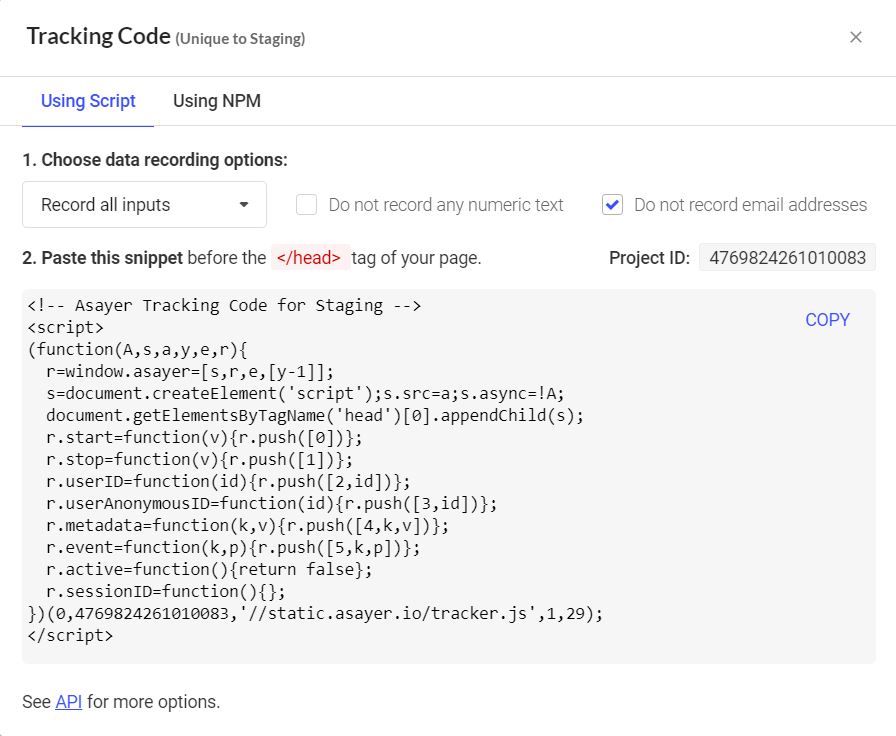 Tracking Code (Unique to Staging)
Using Script Using NPM
1. Choose data recording options:
Record all inputs Do not record any numeric text Do not record email addresses
2. Paste this snippet before the </head> tag of your page. Project ID: 4769824261010083
<!-- Asayer Tracking Code for Staging -->
COPY
<script>
(function(A,s,a,y,e,r){
  r=window.asayer=[s,r,e,[y-1]];
  s=document.createElement('script');s.src=a;s.async=!A;
  document.getElementsByTagName('head')[0].appendChild(s);
  r.start=function(v){r.push([0])};
  r.stop=function(v){r.push([1])};
  r.userID=function(id){r.push([2,id])};
  r.userAnonymousID=function(id){r.push([3,id])};
  r.metadata=function(k,v){r.push([4,k,v])};
  r.event=function(k,p){r.push([5,k,p])};
  r.active=function(){return false};
  r.sessionID=function(){};
})(0,4769824261010083,'//static.asayer.io/tracker.js',1,29);
</script>
See API for more options.